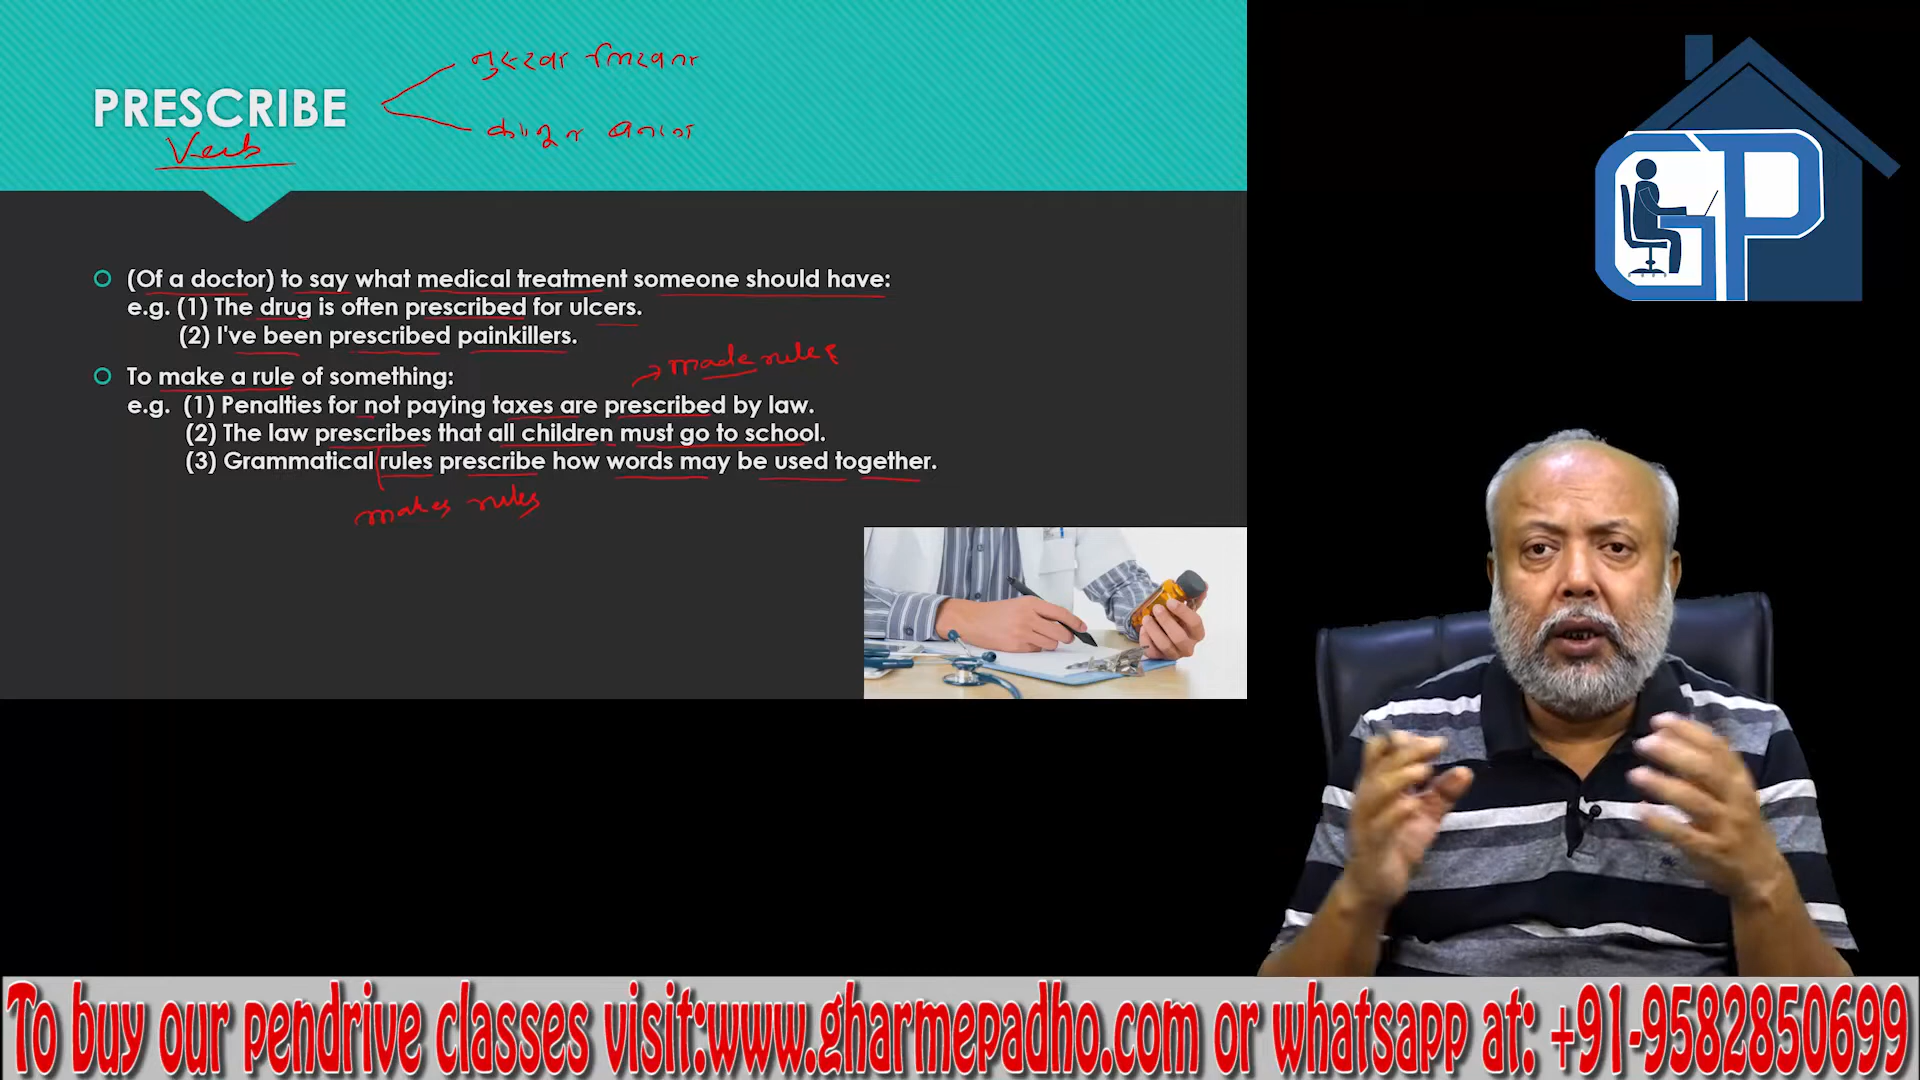 नुस्खा लिखना
PRESCRIBE
Verb
कानून बनाना
(Of a doctor) to say what medical treatment someone should have:
e.g. (1) The drug is often prescribed for ulcers.
(2) I've been prescribed painkillers.
→ made rules
To make a rule of something:
e.g. (1) Penalties for not paying taxes are prescribed by law.
(2) The law prescribes that all children must go to school.
(3) Grammatical rules prescribe how words may be used together.
makes rules
GP
To buy our pendrive classes visit:www.gharmepadho.com or whatsapp at: +91-9582850699